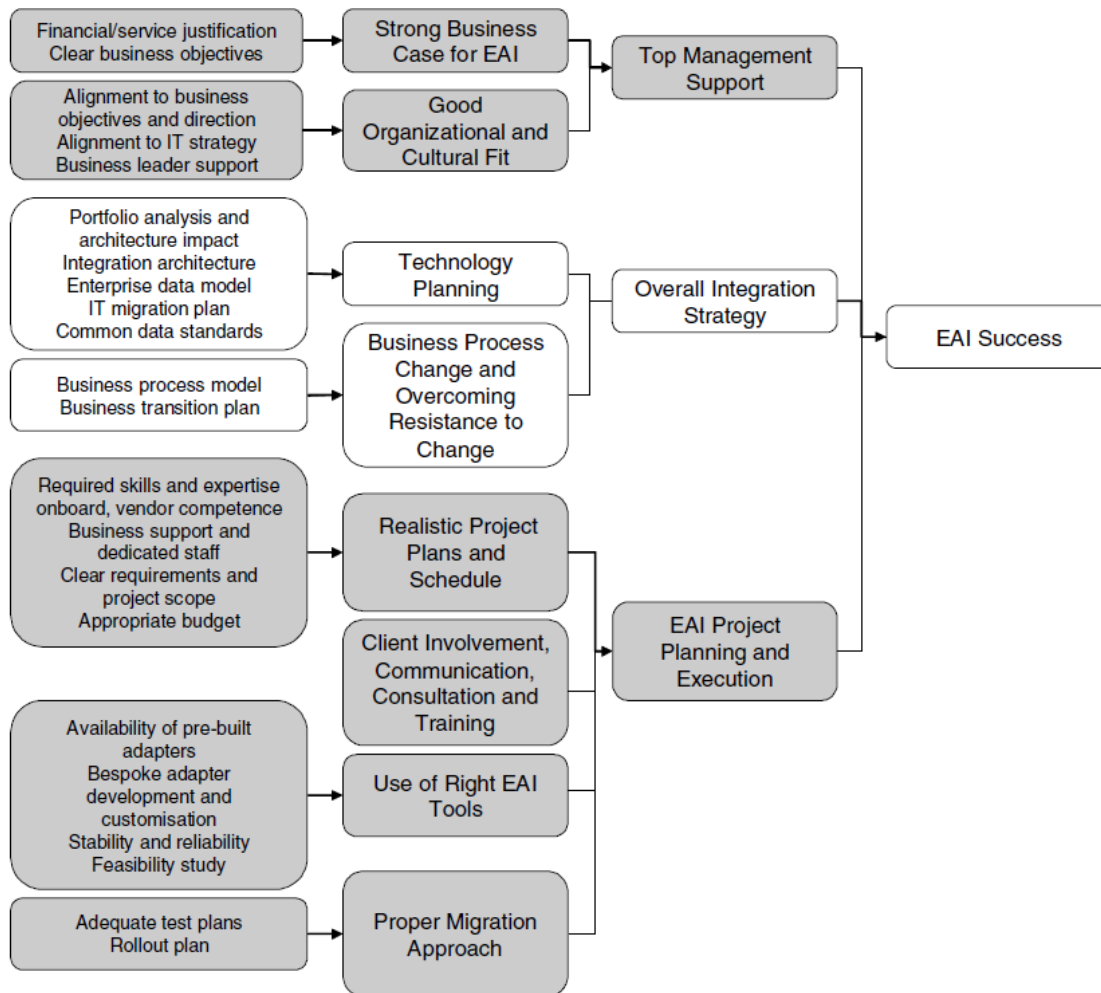 Financial/service justification
Clear business objectives
Strong Business
Case for EAI
Top Management
Support
Alignment to business
objectives and direction
Alignment to IT strategy
Business leader support
Good
Organizational and
Cultural Fit
Portfolio analysis and
architecture impact
Integration architecture
Enterprise data model
IT migration plan
Common data standards
Technology
Planning
Overall Integration
Strategy
EAI Success
Business process model
Business transition plan
Business Process
Change and
Overcoming
Resistance to
Change
Required skills and expertise
onboard, vendor competence
Business support and
dedicated staff
Clear requirements and
project scope
Appropriate budget
Realistic Project
Plans and
Schedule
Client Involvement,
Communication,
Consultation and
Training
EAI Project
Planning and
Execution
Availability of pre-built
adapters
Bespoke adapter
development and
customisation
Stability and reliability
Feasibility study
Use of Right EAI
Tools
Adequate test plans
Rollout plan
Proper Migration
Approach